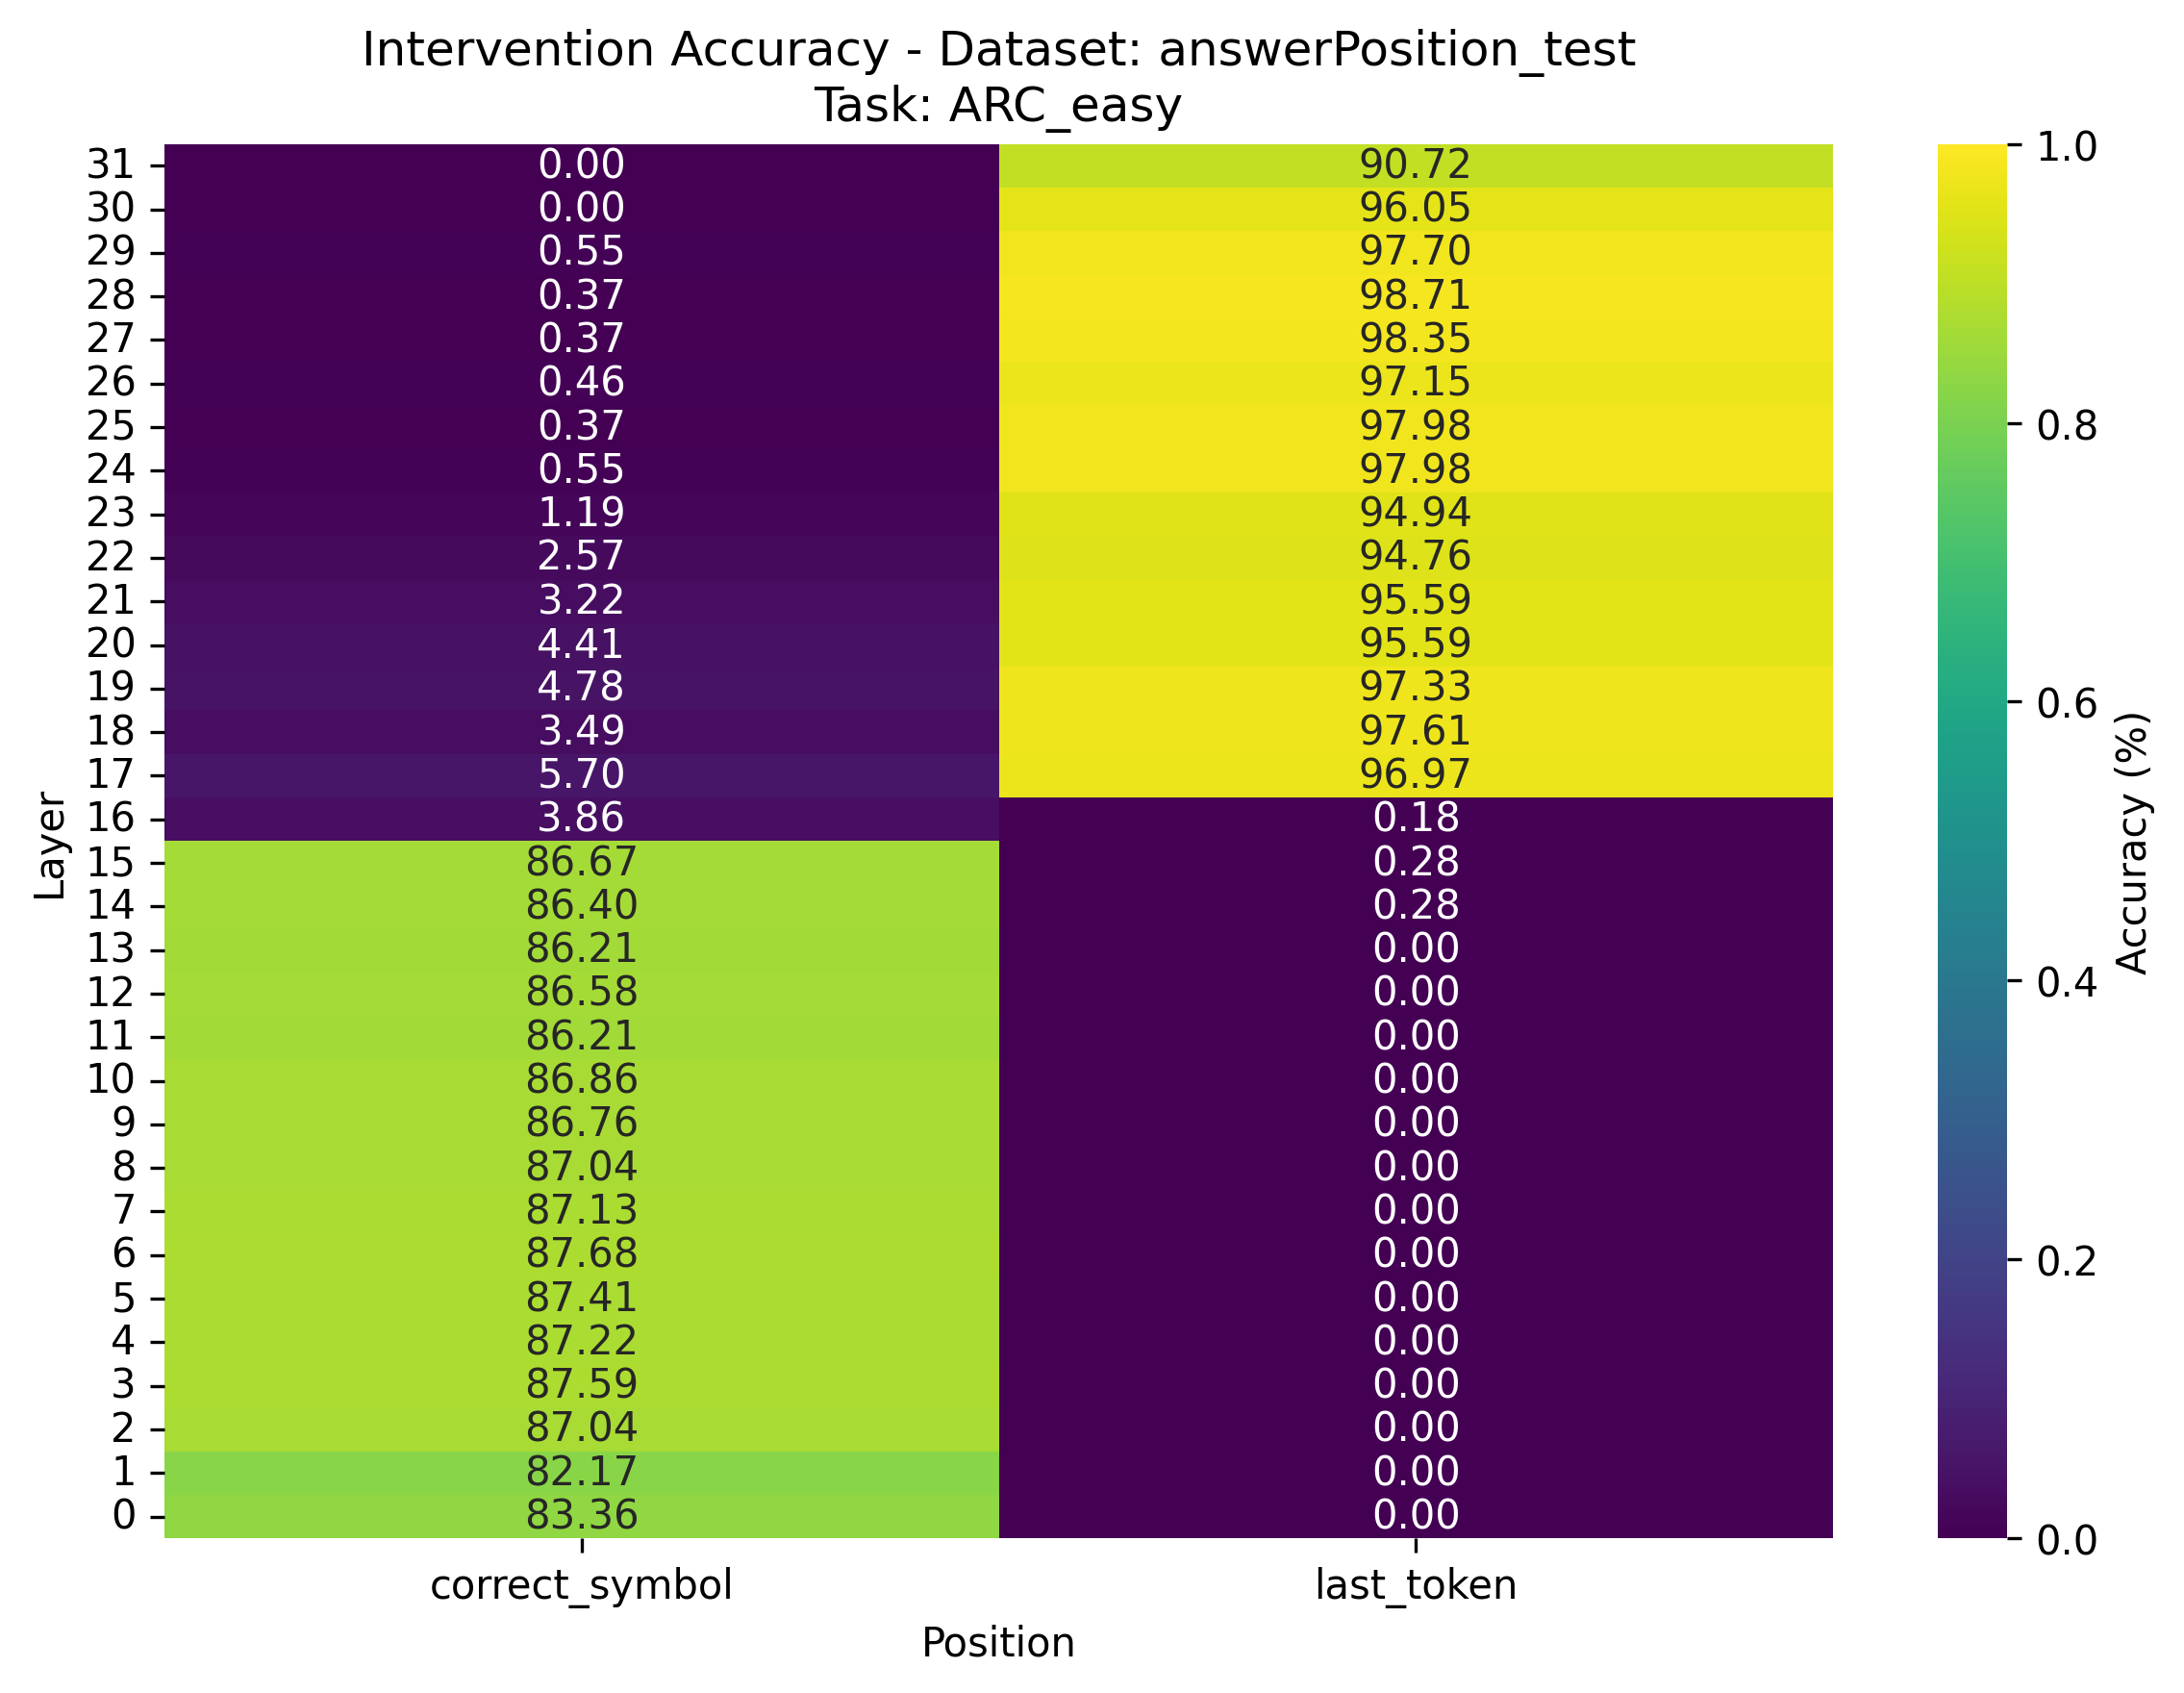 Intervention Accuracy - Dataset: answerPosition_test
Task: ARC_easy
31 0.00 90.72 1.0
30 0.00 96.05
29 0.55 97.70
28 0.37 98.71
27 0.37 98.35
26 0.46 97.15
25 0.37 97.98 0.8
24 0.55 97.98
23 1.19 94.94
22 2.57 94.76
21 3.22 95.59
20 4.41 95.59
19 4.78 97.33 0.6
18 3.49 97.61
17 5.70 96.97
16 3.86 0.18
Layer
Accuracy (%)
15 86.67 0.28
14 86.40 0.28
13 86.21 0.00
12 86.58 0.00 0.4
11 86.21 0.00
10 86.86 0.00
9 86.76 0.00
8 87.04 0.00
7 87.13 0.00
6 87.68 0.00 0.2
5 87.41 0.00
4 87.22 0.00
3 87.59 0.00
2 87.04 0.00
1 82.17 0.00
0 83.36 0.00 0.0
correct_symbol last_token
Position